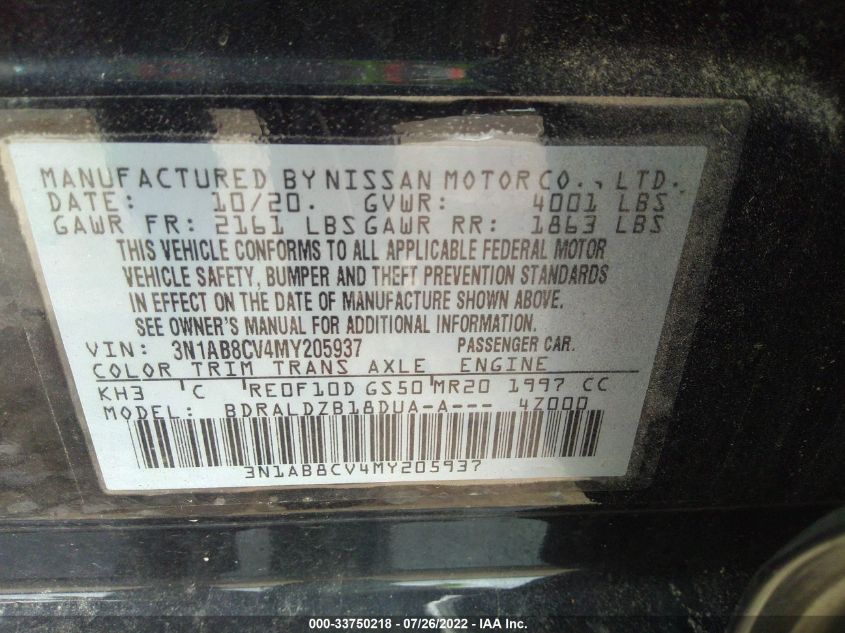 MANUFACTURED BY NISSAN MOTOR CO., LTD.
DATE: 10/20. GVWR: 4001 LBS
GAWR FR: 2161 LBS GAWR RR: 1863 LBS
THIS VEHICLE CONFORMS TO ALL APPLICABLE FEDERAL MOTOR
VEHICLE SAFETY, BUMPER AND THEFT PREVENTION STANDARDS
IN EFFECT ON THE DATE OF MANUFACTURE SHOWN ABOVE.
SEE OWNER'S MANUAL FOR ADDITIONAL INFORMATION.
VIN: 3N1AB8CV4MY205937 PASSENGER CAR.
COLOR TRIM TRANS AXLE ENGINE
KH3 'C 'RE0F10D GS50 'MR20 1997 CC
MODEL: BDRALDZB18DUA-A--- 4Z000
3N1AB8CV4MY205937
000-33750218 - 07/26/2022 - IAA Inc.